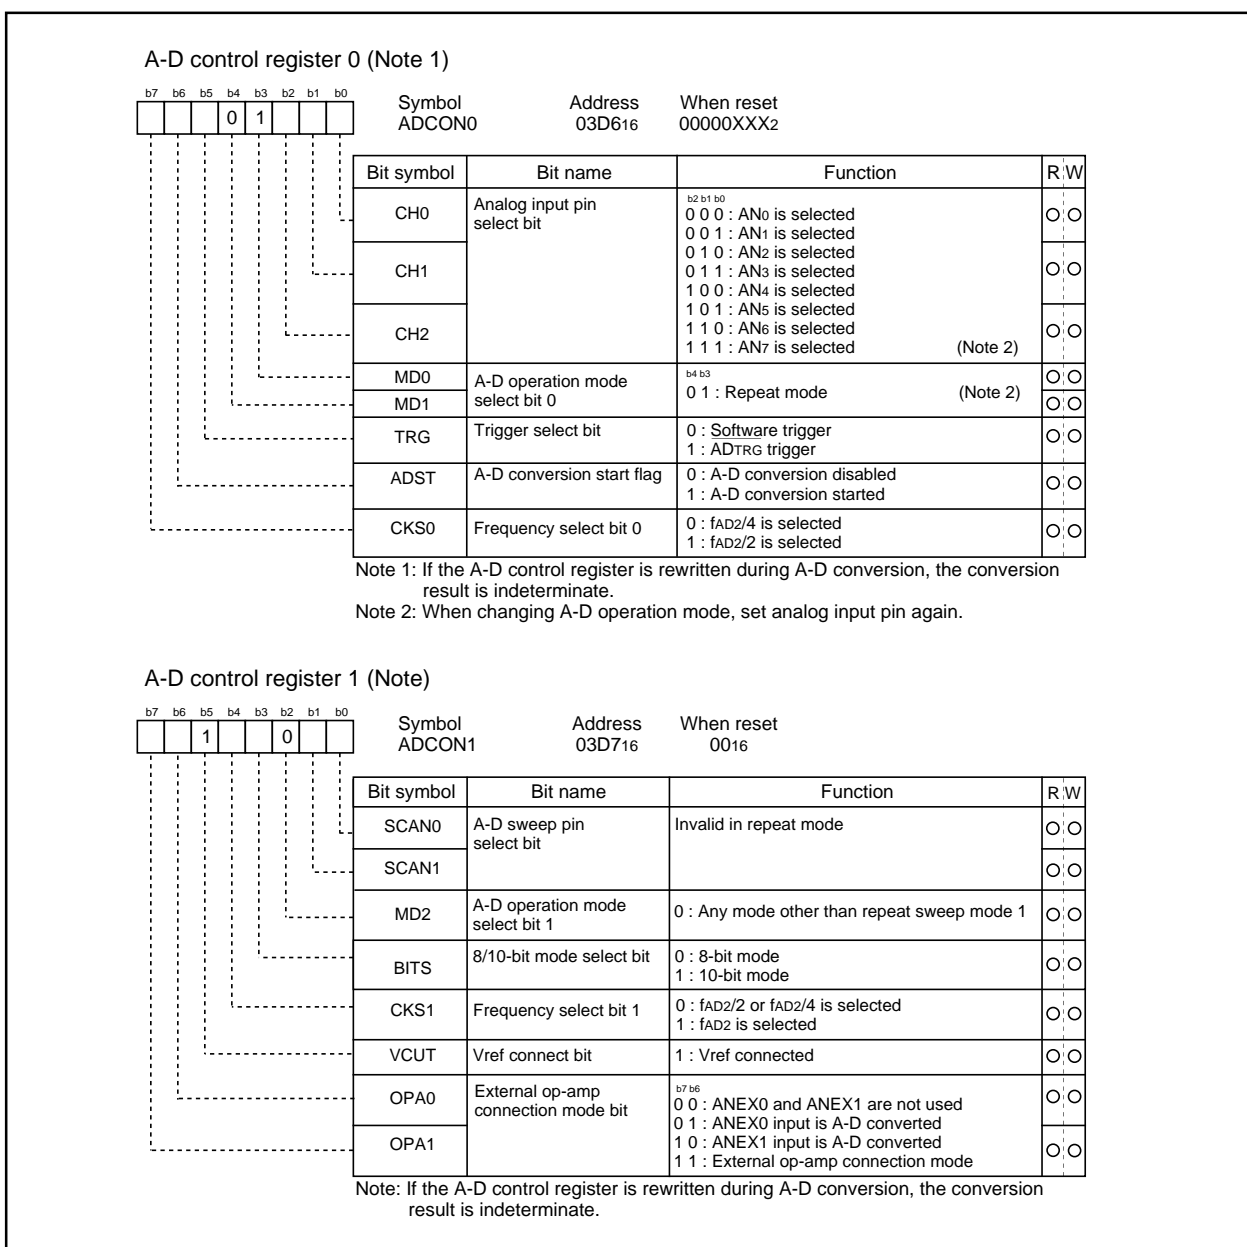 A-D control register 0 (Note 1)
b7 b6 b5 b4 b3 b2 b1 b0
0 1
Symbol Address When reset
ADCON0 03D616 00000XXX2
Bit symbol Bit name Function R W
CH0 Analog input pin select bit
b2 b1 b0
0 0 0 : AN0 is selected
0 0 1 : AN1 is selected
0 1 0 : AN2 is selected
CH1 0 1 1 : AN3 is selected
1 0 0 : AN4 is selected
1 0 1 : AN5 is selected
CH2 1 1 0 : AN6 is selected
1 1 1 : AN7 is selected (Note 2)
MD0 A-D operation mode
b4 b3
MD1 select bit 0 0 1 : Repeat mode (Note 2)
TRG Trigger select bit 0 : Software trigger
1 : ADTRG trigger
ADST A-D conversion start flag 0 : A-D conversion disabled
1 : A-D conversion started
CKS0 Frequency select bit 0 0 : fAD2/4 is selected
1 : fAD2/2 is selected
Note 1: If the A-D control register is rewritten during A-D conversion, the conversion
result is indeterminate.
Note 2: When changing A-D operation mode, set analog input pin again.
A-D control register 1 (Note)
b7 b6 b5 b4 b3 b2 b1 b0
1 0
Symbol Address When reset
ADCON1 03D716 0016
Bit symbol Bit name Function R W
SCAN0 A-D sweep pin Invalid in repeat mode
select bit
SCAN1
MD2 A-D operation mode 0 : Any mode other than repeat sweep mode 1
select bit 1
BITS 8/10-bit mode select bit 0 : 8-bit mode
1 : 10-bit mode
CKS1 Frequency select bit 1 0 : fAD2/2 or fAD2/4 is selected
1 : fAD2 is selected
VCUT Vref connect bit 1 : Vref connected
OPA0 External op-amp
connection mode bit
b7 b6
0 0 : ANEX0 and ANEX1 are not used
0 1 : ANEX0 input is A-D converted
OPA1 1 0 : ANEX1 input is A-D converted
1 1 : External op-amp connection mode
Note: If the A-D control register is rewritten during A-D conversion, the conversion
result is indeterminate.